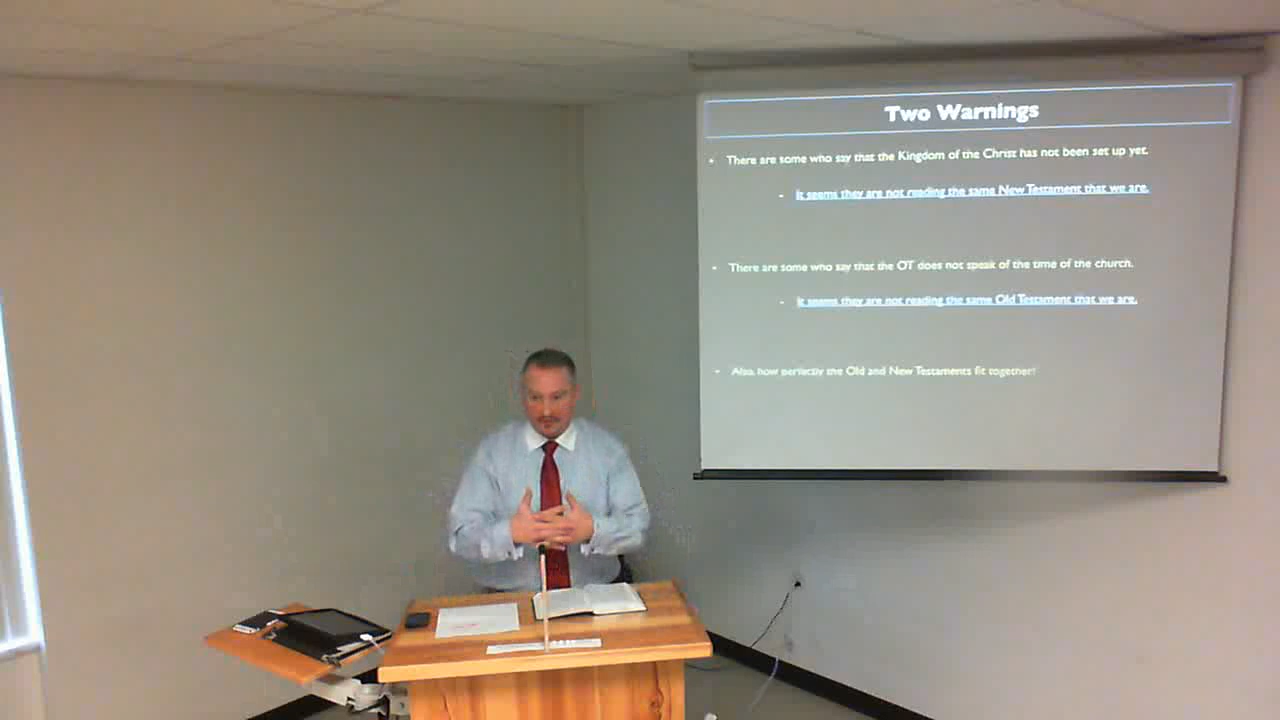 Two Warnings
• There are some who say that the Kingdom of the Christ has not been set up yet.
- It seems they are not reading the same New Testament that we are.
• There are some who say that the OT does not speak of the time of the church.
- It seems they are not reading the same Old Testament that we are.
• Also, how perfectly the Old and New Testaments fit together!